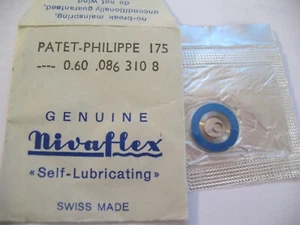 do not wind
unconditionally guaranteed,
no-break mainspring,
PATET-PHILIPPE 175
---- 0.60 .086 310 8
GENUINE
Nivaflex
«Self-Lubricating»
SWISS MADE